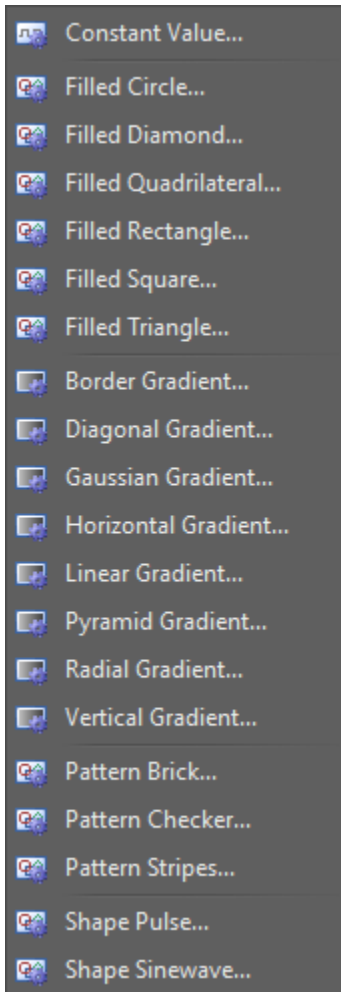 Constant Value...
Filled Circle...
Filled Diamond...
Filled Quadrilateral...
Filled Rectangle...
Filled Square...
Filled Triangle...
Border Gradient...
Diagonal Gradient...
Gaussian Gradient...
Horizontal Gradient...
Linear Gradient...
Pyramid Gradient...
Radial Gradient...
Vertical Gradient...
Pattern Brick...
Pattern Checker...
Pattern Stripes...
Shape Pulse...
Shape Sinewave...